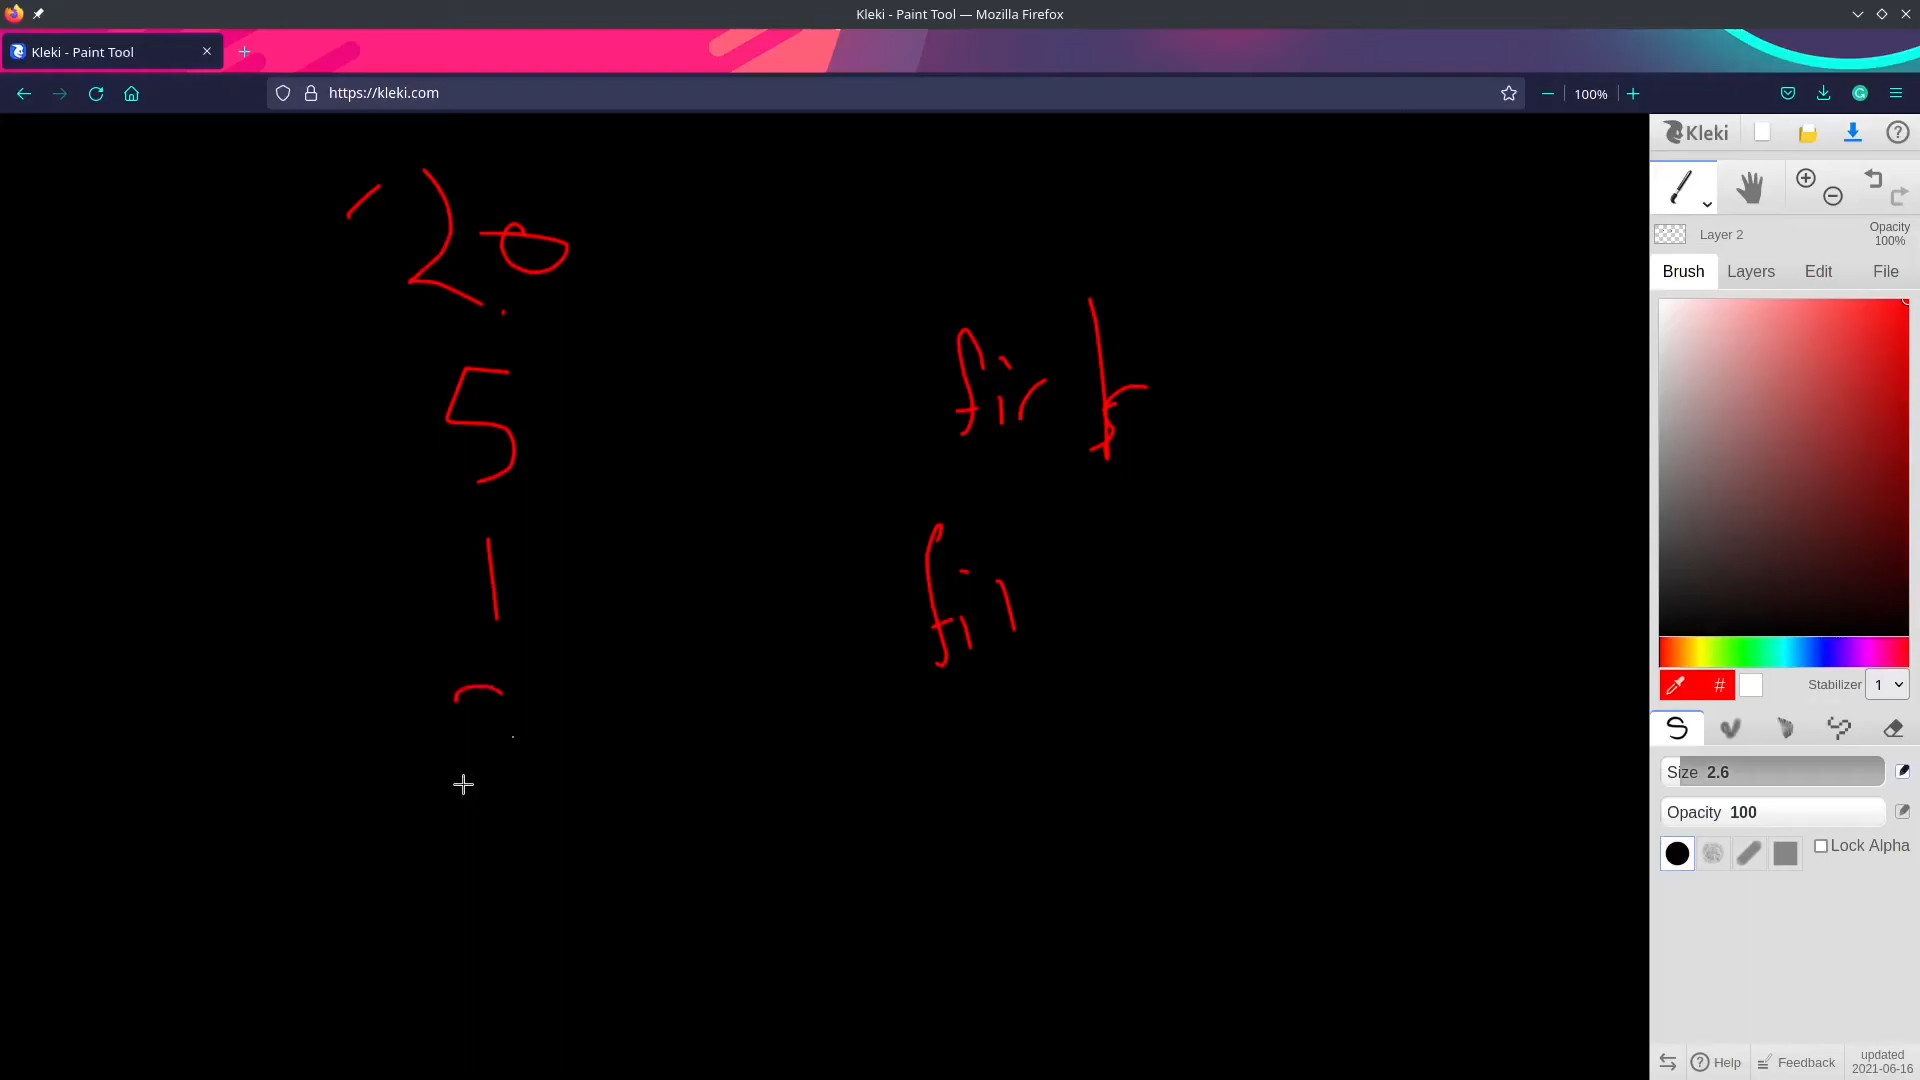 Kleki - Paint Tool — Mozilla Firefox
Kleki - Paint Tool
https://kleki.com
100%
Kleki
20
Layer 2
Opacity
100%
Brush Layers Edit File
5
1
Stabilizer 1
Size 2.6
Opacity 100
Lock Alpha
Help Feedback updated
2021-06-16